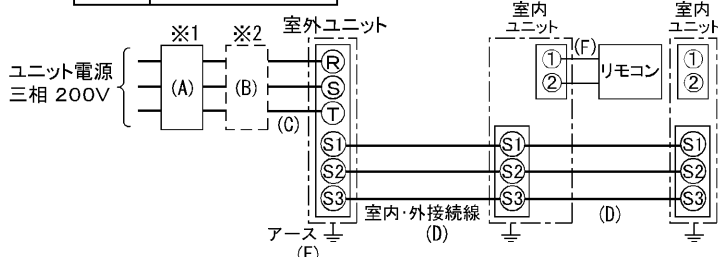 ※1
※2
室外ユニット
室内
ユニット
室内
ユニット
ユニット電源
三相 200V
(A)
(B)
(C)
R
S
T
①
②
(F)
リモコン
①
②
S1
S2
S3
S1
S2
S3
S1
S2
S3
室内・外接続線
(D)
(D)
アース
(E)